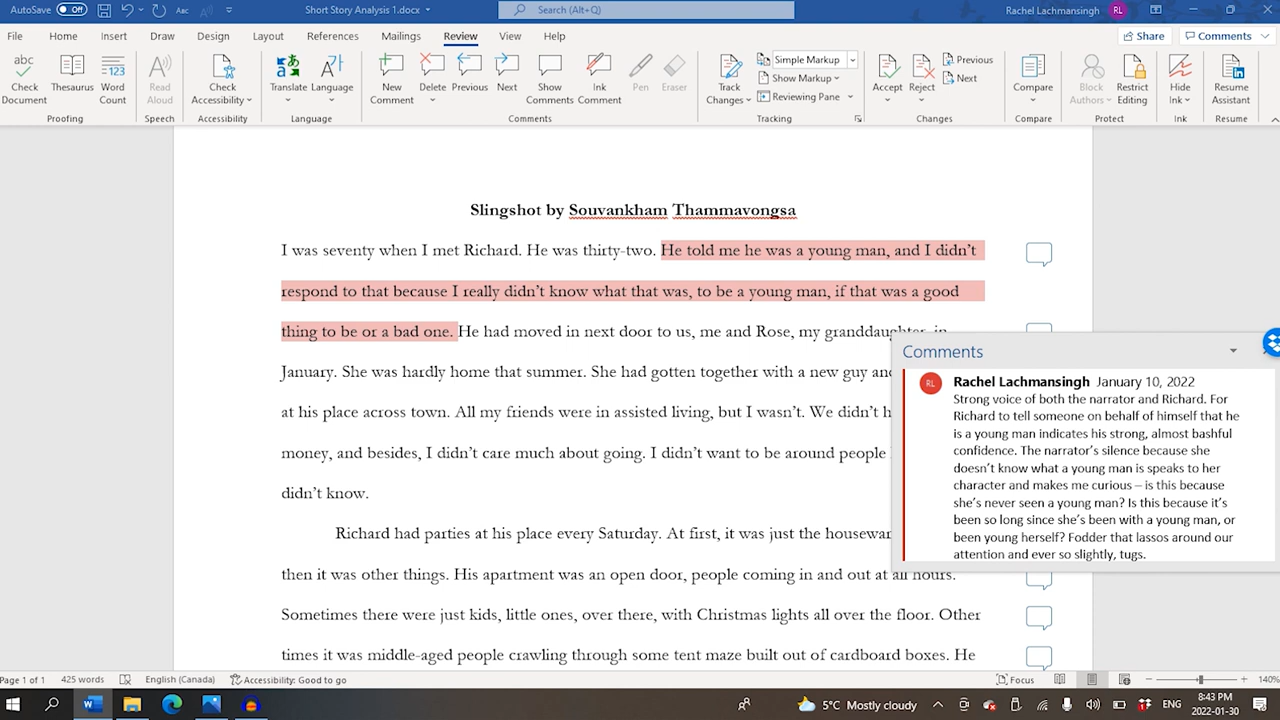 AutoSave Off
Short Story Analysis 1.docx
Search (Alt+Q)
Rachel Lachmansingh RL
File Home Insert Draw Design Layout References Mailings Review View Help
Share Comments
abc
Check Document
Thesaurus
123
Word Count
Read Aloud
Check Accessibility
Translate
Language
New Comment
Delete
Previous
Next
Show Comments
Ink Comment
Pen
Eraser
Track Changes
Simple Markup
Show Markup
Reviewing Pane
Accept
Reject
Previous
Next
Compare
Block Authors
Restrict Editing
Hide Ink
Resume Assistant
Proofing Speech Accessibility Language Comments Tracking Changes Compare Protect Ink Resume
Slingshot by Souvankham Thammavongsa
I was seventy when I met Richard. He was thirty-two. He told me he was a young man, and I didn't
respond to that because I really didn't know what that was, to be a young man, if that was a good
thing to be or a bad one. He had moved in next door to us, me and Rose, my granddaughter, in
January. She was hardly home that summer. She had gotten together with a new guy and
at his place across town. All my friends were in assisted living, but I wasn't. We didn't h
money, and besides, I didn't care much about going. I didn't want to be around people
didn't know.
Richard had parties at his place every Saturday. At first, it was just the housewar
then it was other things. His apartment was an open door, people coming in and out at all hours.
Sometimes there were just kids, little ones, over there, with Christmas lights all over the floor. Other
times it was middle-aged people crawling through some tent maze built out of cardboard boxes. He
Comments
RL
Rachel Lachmansingh January 10, 2022
Strong voice of both the narrator and Richard. For
Richard to tell someone on behalf of himself that he
is a young man indicates his strong, almost bashful
confidence. The narrator's silence because she
doesn't know what a young man is speaks to her
character and makes me curious – is this because
she's never seen a young man? Is this because it's
been so long since she's been with a young man, or
been young herself? Fodder that lassos around our
attention and ever so slightly, tugs.
Page 1 of 1 425 words English (Canada) Accessibility: Good to go Focus 140%
5°C Mostly cloudy ENG
8:43 PM
2022-01-30